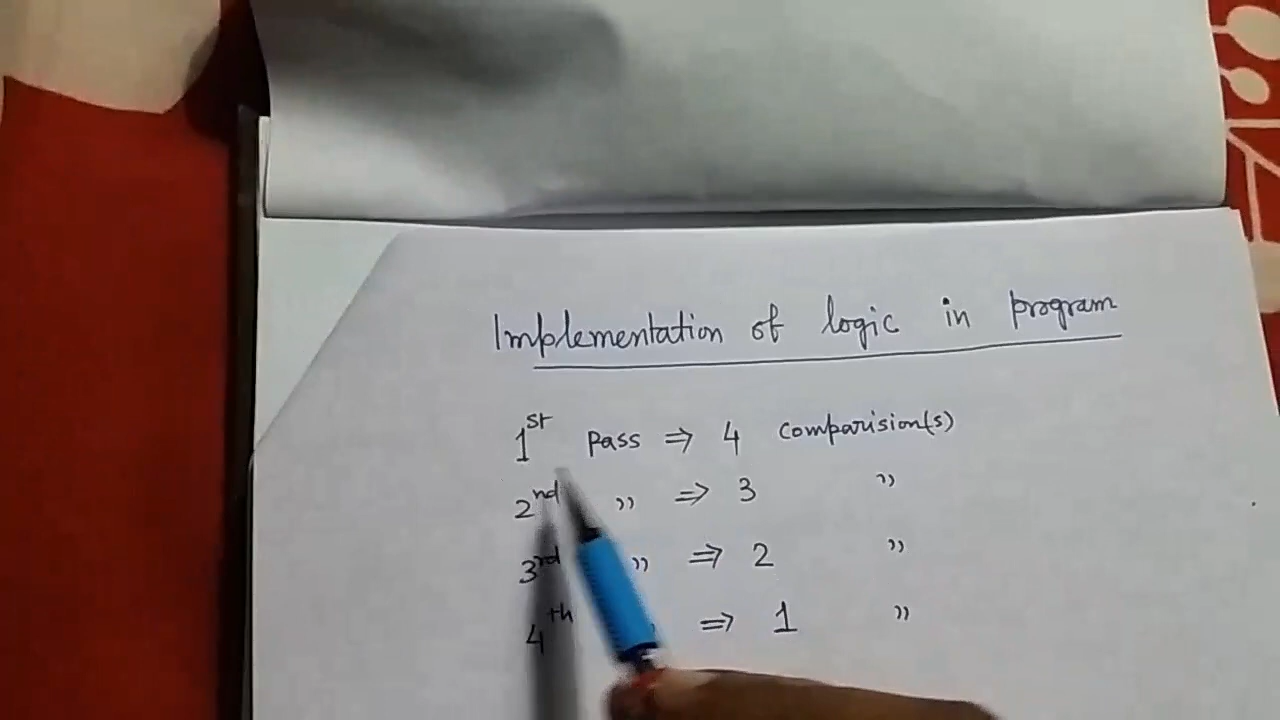 Implementation of logic in program
1st Pass ⇒ 4 Comparision(s)
2nd ,, ⇒ 3 ,,
3rd ,, ⇒ 2 ,,
4th ⇒ 1 ,,